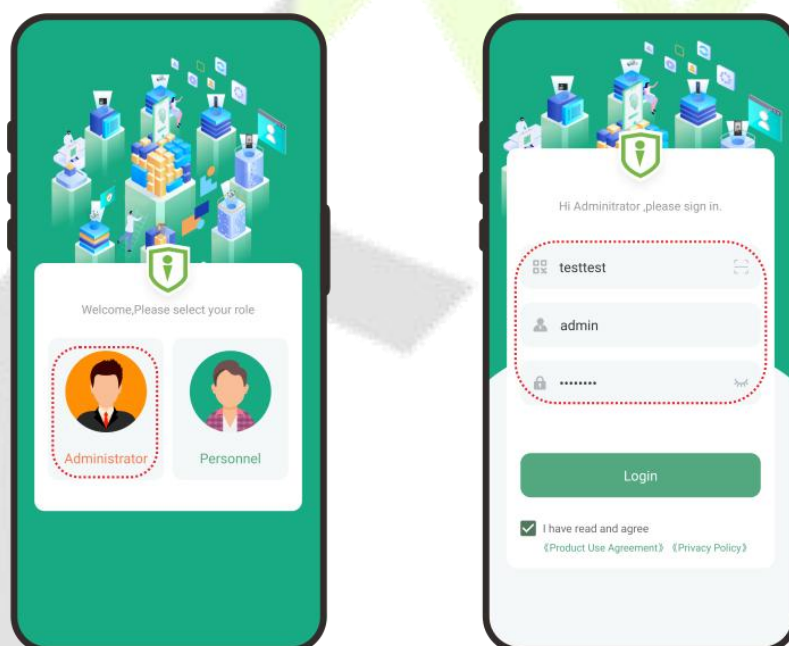 Welcome,Please select your role
Administrator
Personnel
Hi Adminitrator ,please sign in.
testtest
admin
••••••••
Login
I have read and agree
《Product Use Agreement》 《Privacy Policy》